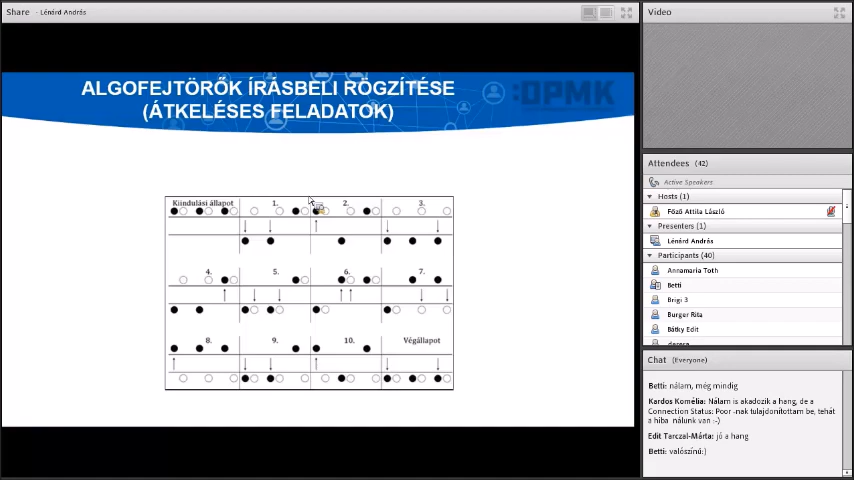 Share - Lénárd András
ALGOFEJTÖRŐK ÍRÁSBELI RÖGZÍTÉSE
(ÁTKELÉSES FELADATOK)
:OPMK
Kiindulási állapot 1. 2. 3.
4. 5. 6. 7.
8. 9. 10. Végállapot
Video
Attendees (42)
Active Speakers
Hosts (1)
Főző Attila László
Presenters (1)
Lénárd András
Participants (40)
Annamaria Toth
Betti
Brigi 3
Burger Rita
Bátky Edit
Chat (Everyone)
Betti: nálam, még mindig
Kardos Kornélia: Nálam is akadozik a hang, de a
Connection Status: Poor -nak tulajdonítottam be, tehát
a hiba nálunk van :-)
Edit Tarczal-Márta: jó a hang
Betti: valószínű:)